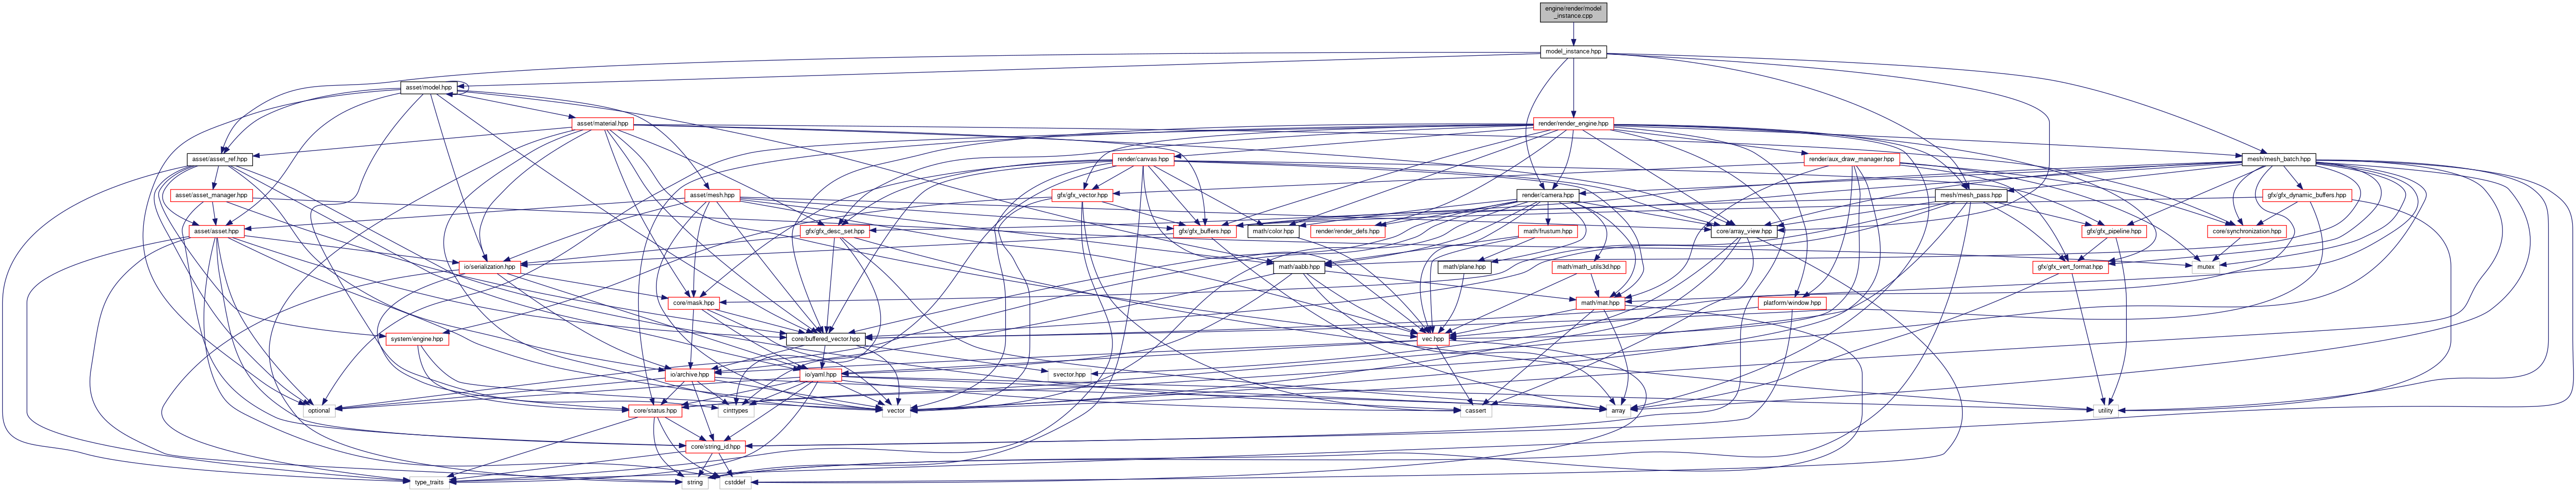 engine/render/model
_instance.cpp
model_instance.hpp
asset/model.hpp
asset/material.hpp
render/render_engine.hpp
asset/asset_ref.hpp
render/canvas.hpp
render/aux_draw_manager.hpp
mesh/mesh_batch.hpp
asset/asset_manager.hpp
asset/mesh.hpp
gfx/gfx_vector.hpp
render/camera.hpp
mesh/mesh_pass.hpp
gfx/gfx_dynamic_buffers.hpp
asset/asset.hpp
gfx/gfx_desc_set.hpp
gfx/gfx_buffers.hpp
math/color.hpp
render/render_defs.hpp
math/frustum.hpp
core/array_view.hpp
gfx/gfx_pipeline.hpp
core/synchronization.hpp
io/serialization.hpp
math/aabb.hpp
math/plane.hpp
math/math_utils3d.hpp
gfx/gfx_vert_format.hpp
mutex
core/mask.hpp
math/mat.hpp
platform/window.hpp
system/engine.hpp
core/buffered_vector.hpp
vec.hpp
io/archive.hpp
io/yaml.hpp
svector.hpp
optional
core/status.hpp
cinttypes
vector
cassert
array
utility
core/string_id.hpp
type_traits
string
cstddef